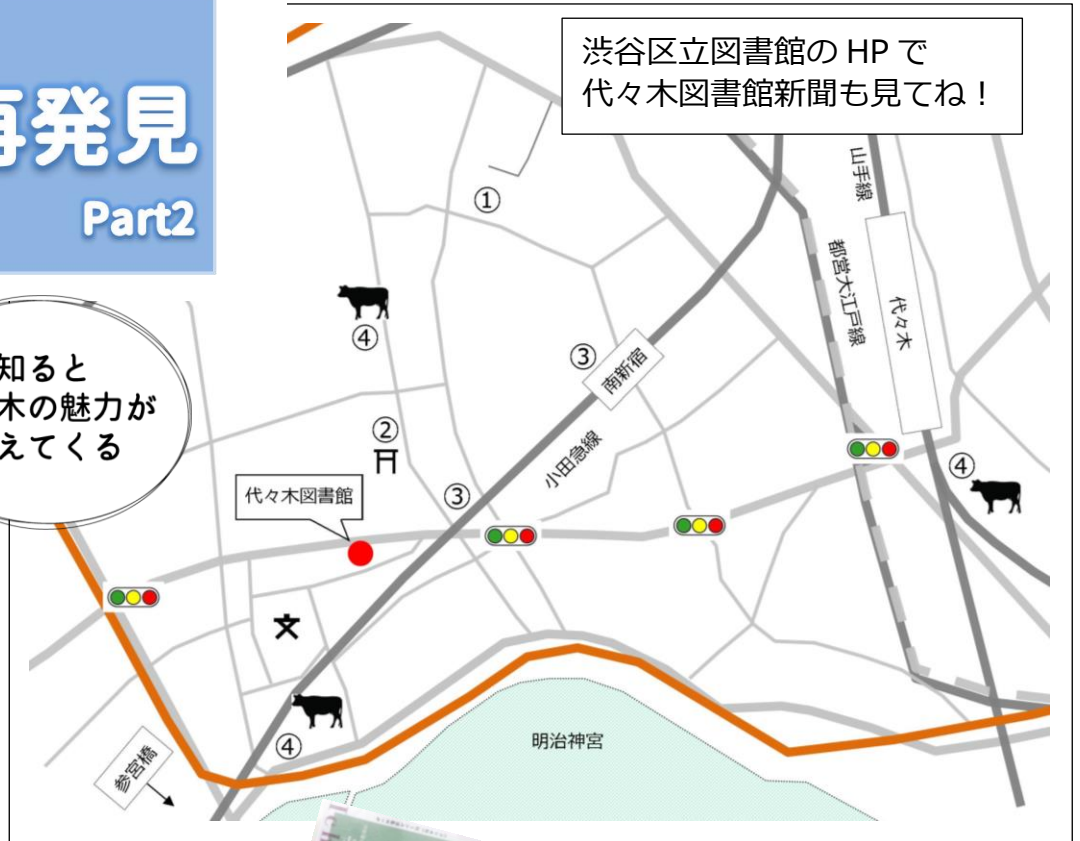 再発見
Part2
渋谷区立図書館の HP で
代々木図書館新聞も見てね！
知ると
木の魅力が
えてくる
山手線
都営大江戸線
代々木
①
④
③
南新宿
②
小田急線
代々木図書館
③
④
④
明治神宮
参宮橋